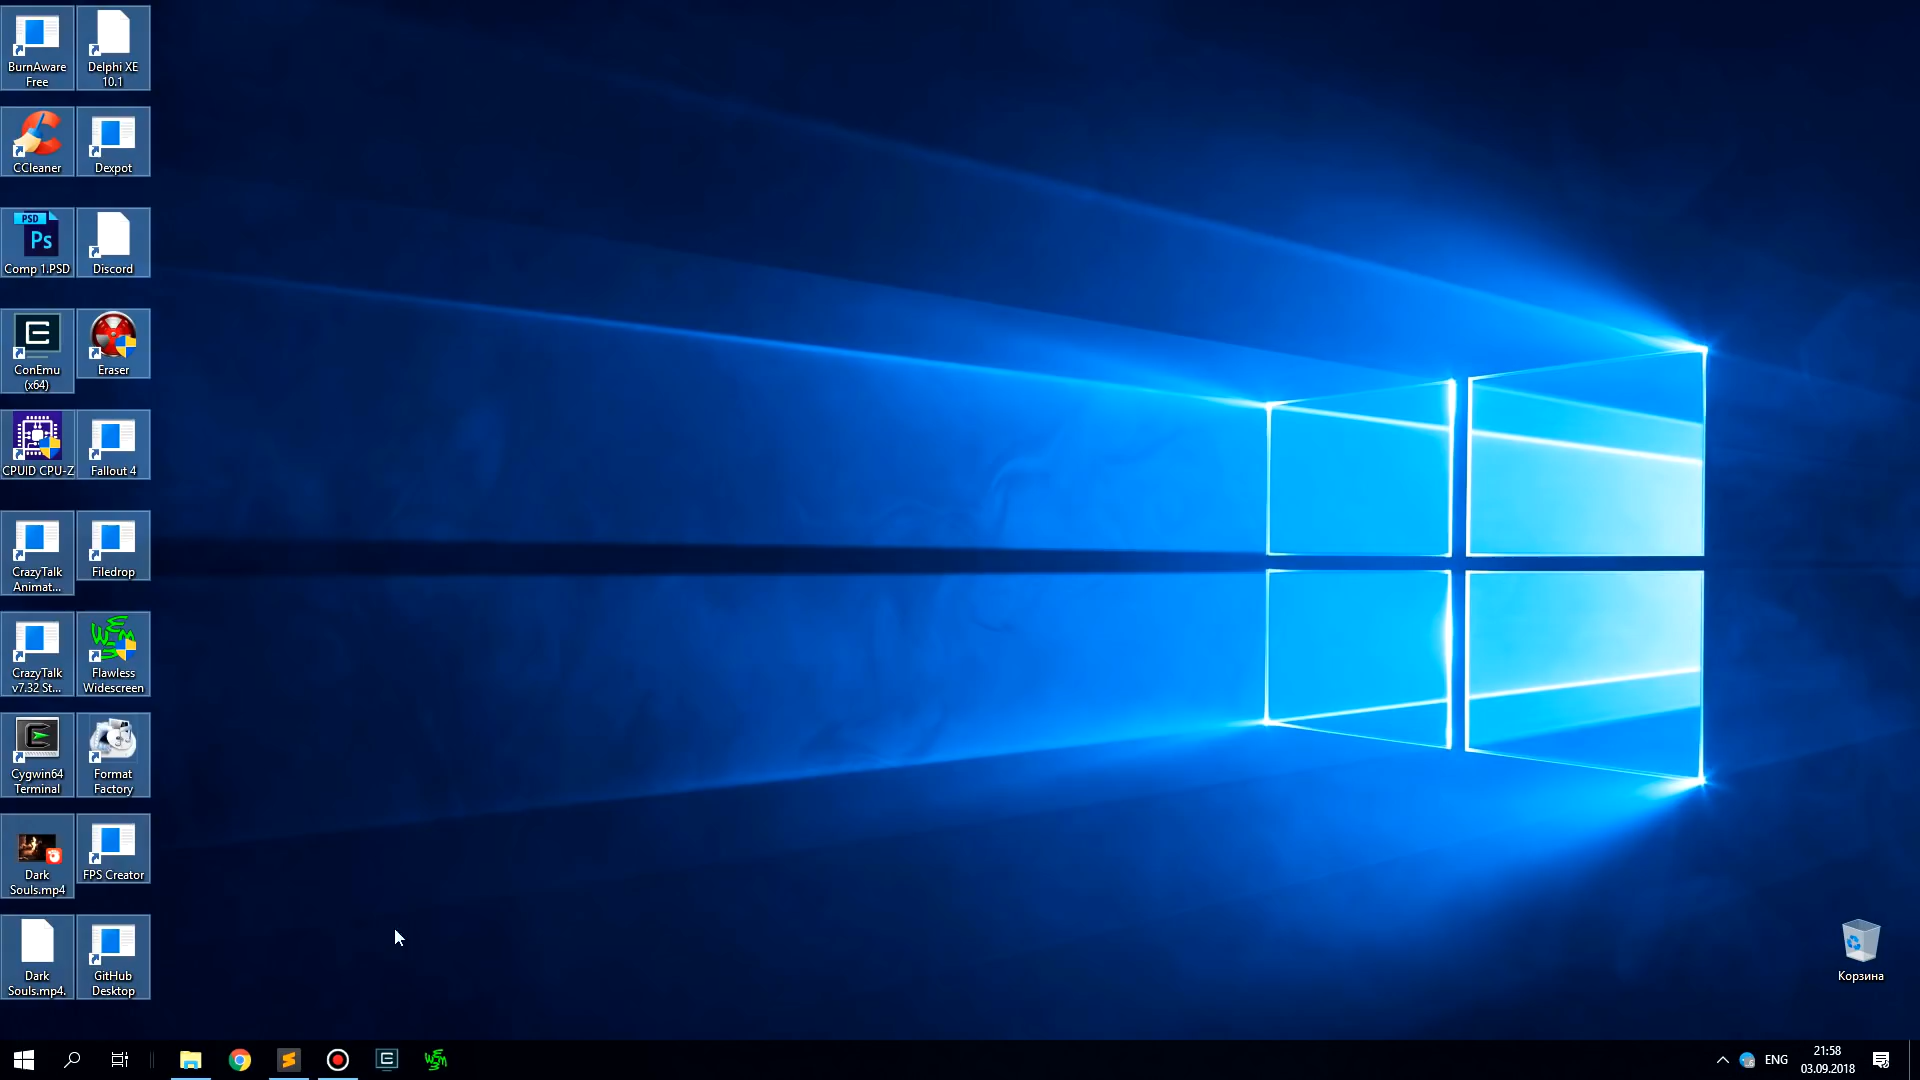 BurnAware
Free
Delphi XE
10.1
CCleaner
Dexpot
PSD
Ps
Comp 1.PSD
Discord
ConEmu
(x64)
Eraser
CPUID CPU-Z
Fallout 4
CrazyTalk
Animat...
Filedrop
CrazyTalk
v7.32 St...
Flawless
Widescreen
Cygwin64
Terminal
Format
Factory
Dark
Souls.mp4
FPS Creator
Dark
Souls.mp4.
GitHub
Desktop
Корзина
ENG
21:58
03.09.2018